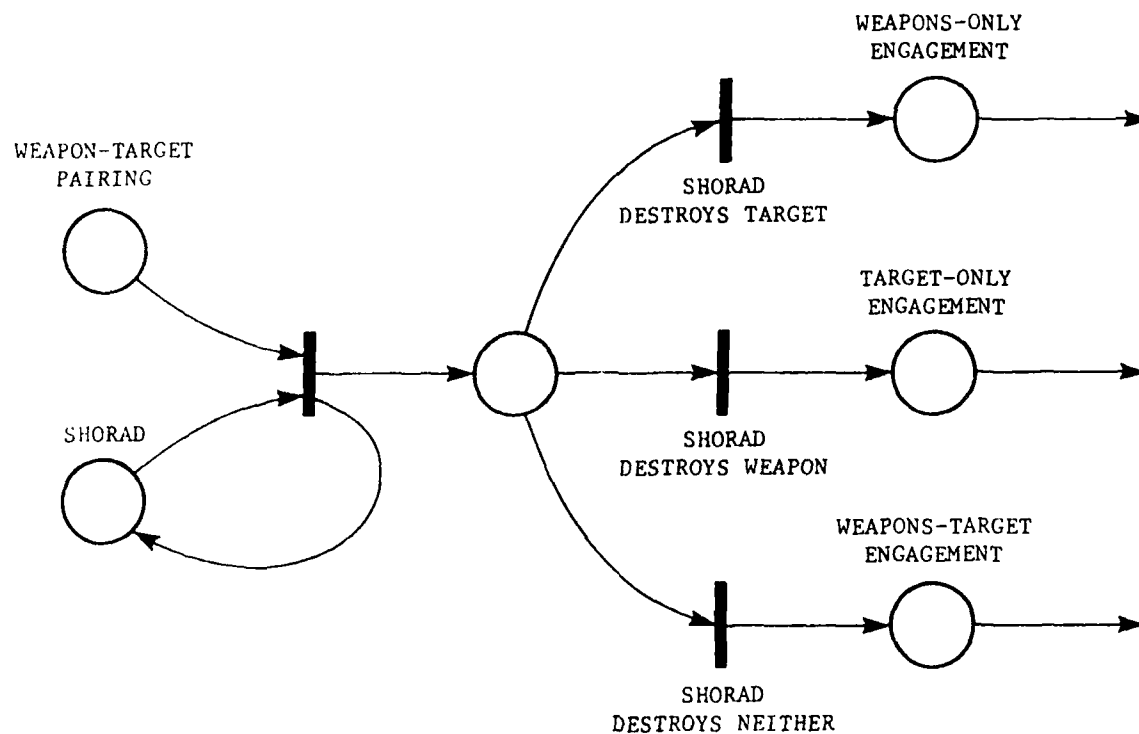 WEAPONS-ONLY
ENGAGEMENT
WEAPON-TARGET
PAIRING
SHORAD
DESTROYS TARGET
TARGET-ONLY
ENGAGEMENT
SHORAD
SHORAD
DESTROYS WEAPON
WEAPONS-TARGET
ENGAGEMENT
SHORAD
DESTROYS NEITHER